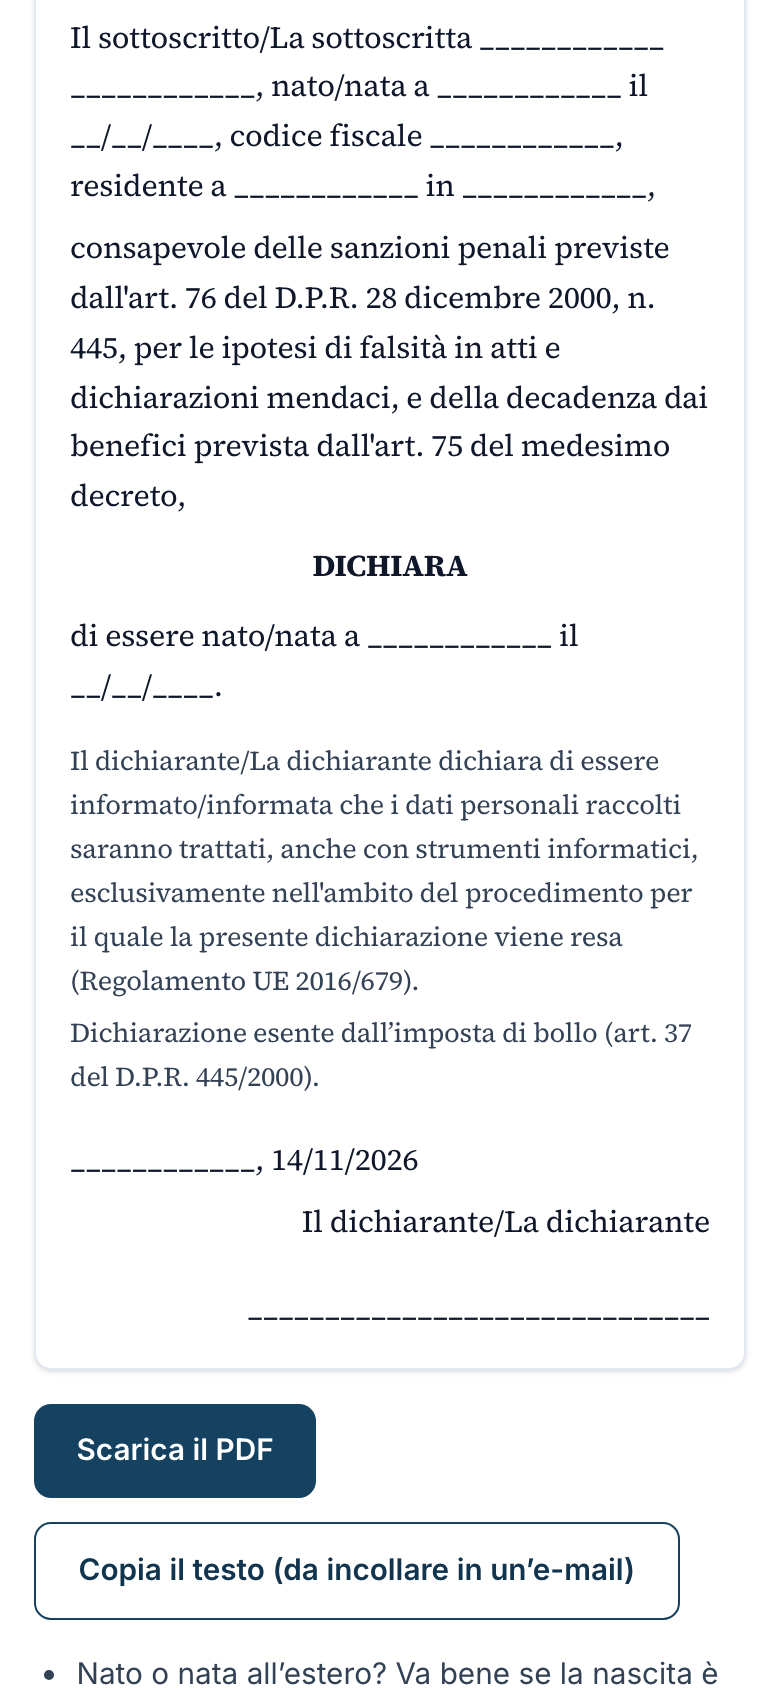 Il sottoscritto/La sottoscritta ____________
____________, nato/nata a ____________ il
__/__/____, codice fiscale ____________,
residente a ____________ in ____________,
consapevole delle sanzioni penali previste
dall'art. 76 del D.P.R. 28 dicembre 2000, n.
445, per le ipotesi di falsità in atti e
dichiarazioni mendaci, e della decadenza dai
benefici prevista dall'art. 75 del medesimo
decreto,
DICHIARA
di essere nato/nata a ____________ il
__/__/____.
Il dichiarante/La dichiarante dichiara di essere
informato/informata che i dati personali raccolti
saranno trattati, anche con strumenti informatici,
esclusivamente nell'ambito del procedimento per
il quale la presente dichiarazione viene resa
(Regolamento UE 2016/679).
Dichiarazione esente dall’imposta di bollo (art. 37
del D.P.R. 445/2000).
____________, 14/11/2026
Il dichiarante/La dichiarante
______________________________
Scarica il PDF
Copia il testo (da incollare in un’e-mail)
• Nato o nata all’estero? Va bene se la nascita è